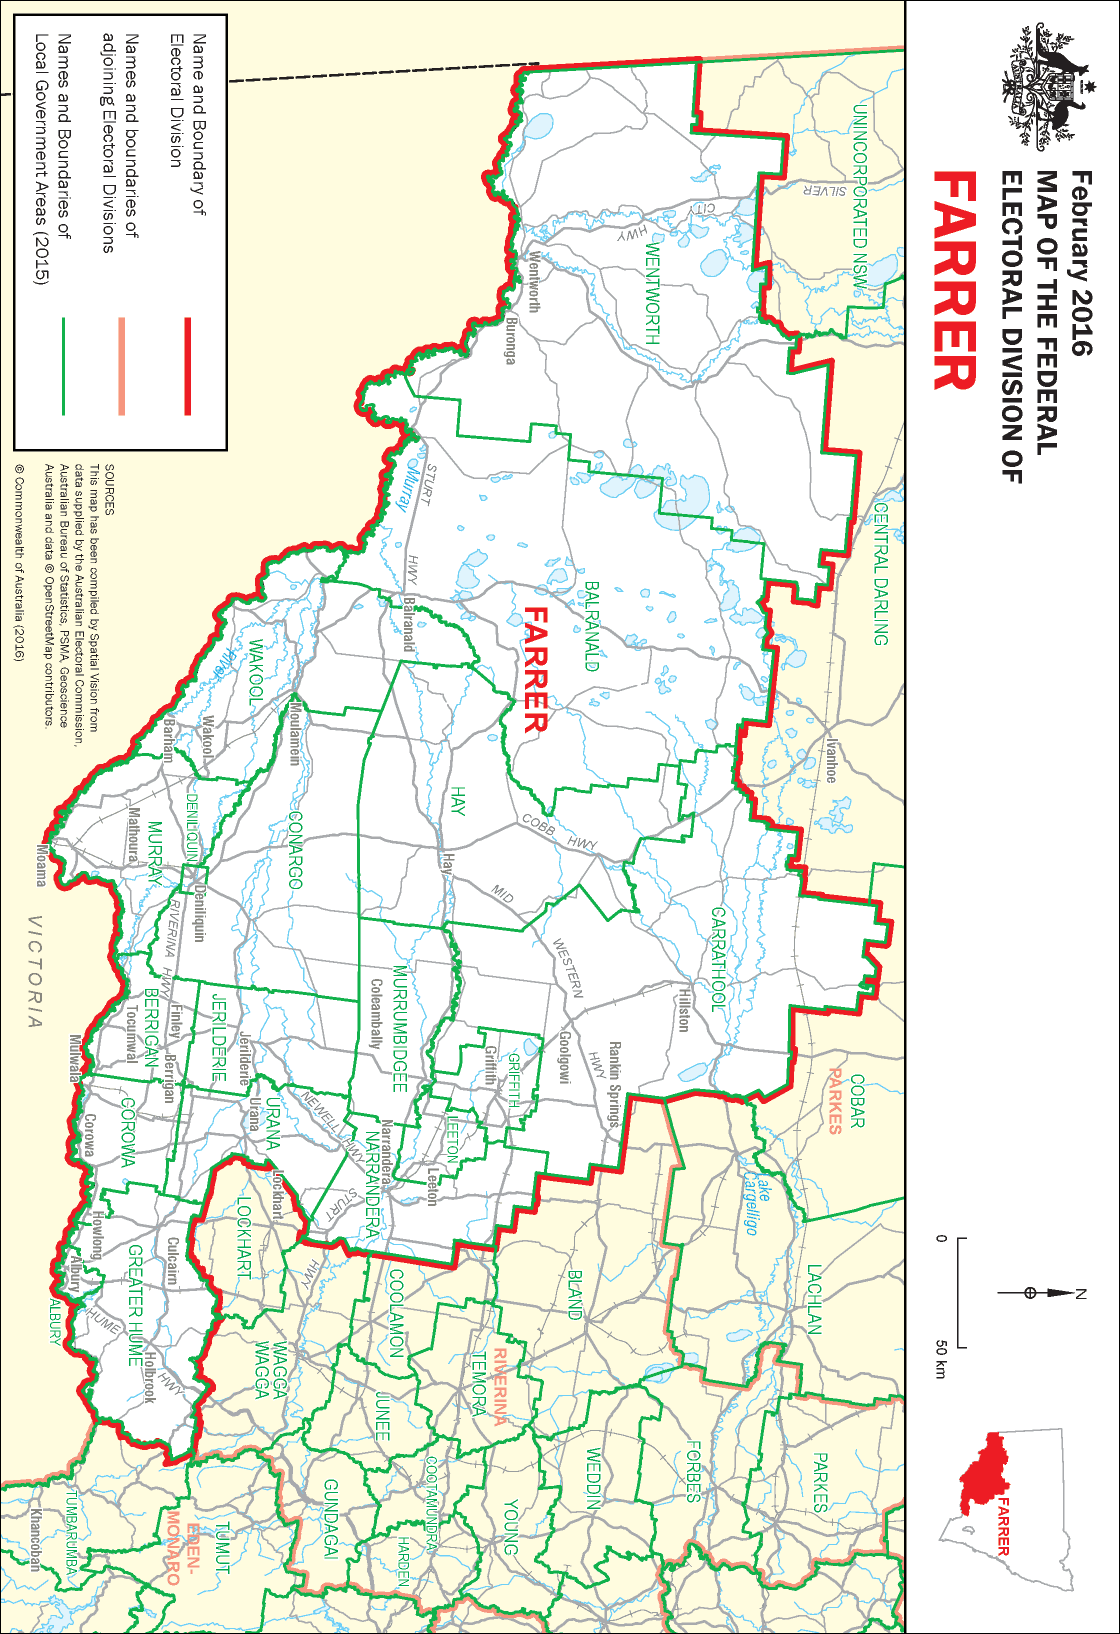 February 2016
MAP OF THE FEDERAL
ELECTORAL DIVISION OF
FARRER
AUSTRALIA
0
50 km
N
FARRER
UNINCORPORATED NSW
CENTRAL DARLING
COBAR
PARKES
LACHLAN
PARKES
SILVER
CITY
HWY
WENTWORTH
Wentworth
Buronga
Ivanhoe
BALRANALD
FARRER
Murray
STURT
HWY
Balranald
CARRATHOOL
Hillston
Lake
Cargelligo
HAY
Hay
COBB
HWY
MID
WESTERN
HWY
Goolgowi
Rankin Springs
BLAND
WEDDIN
FORBES
WAKOOL
River
Wakool
Barham
Moulamein
CONARGO
DENILIQUIN
Deniliquin
MURRAY
Mathoura
Moama
RIVERINA
HWY
MURRUMBIDGEE
Coleambally
GRIFFITH
Griffith
LEETON
Leeton
NARRANDERA
Narrandera
NEWELL
HWY
STURT
HWY
JERILDERIE
Jerilderie
BERRIGAN
Finley
Berrigan
Tocumwal
Mulwala
URANA
Urana
COROWA
Corowa
LOCKHART
Lockhart
COOLAMON
TEMORA
RIVERINA
JUNEE
WAGGA
WAGGA
COOTAMUNDRA
YOUNG
HARDEN
GUNDAGAI
TUMUT
EDEN-
MONARO
TUMBARUMBA
Khancoban
GREATER HUME
Culcairn
Howlong
Albury
ALBURY
HUME
HWY
Holbrook
VICTORIA
Name and Boundary of
Electoral Division
Names and boundaries of
adjoining Electoral Divisions
Names and Boundaries of
Local Government Areas (2015)
SOURCES
This map has been compiled by Spatial Vision from
data supplied by the Australian Electoral Commission,
Australian Bureau of Statistics, PSMA, Geoscience
Australia and data © OpenStreetMap contributors.
© Commonwealth of Australia (2016)